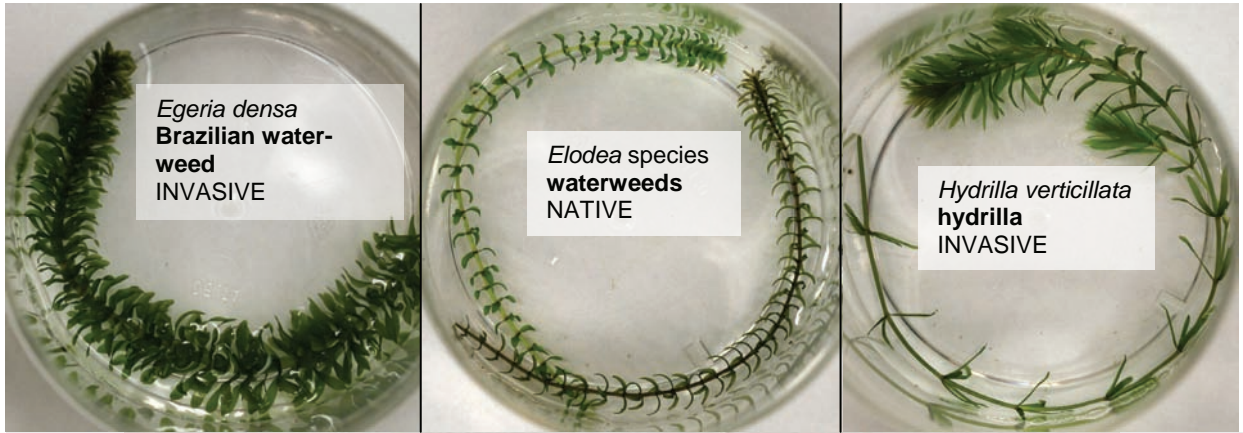 Egeria densa
Brazilian water-
weed
INVASIVE
Elodea species
waterweeds
NATIVE
Hydrilla verticillata
hydrilla
INVASIVE